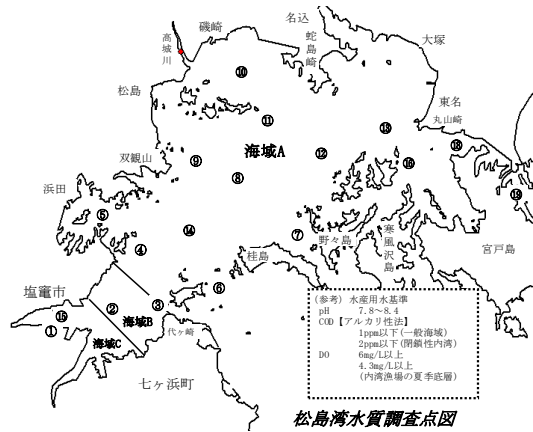 名込
磯崎
高城川
蛇島崎
大塚
⑩
松島
東名
丸山崎
⑪
⑬
⑱
双観山
⑨
海域A
⑫
⑯
⑧
浜田
⑤
⑲
⑭
⑦
野々島
寒風沢島
④
宮戸島
桂島
塩竈市
⑥
②
③
海域B
①
代ヶ崎
海域C
七ヶ浜町
(参考) 水産用水基準
pH 7.8~8.4
COD【アルカリ性法】
1ppm以下(一般海域)
2ppm以下(閉鎖性内湾)
DO 6mg/L以上
4.3mg/L以上
(内湾漁場の夏季底層)
松島湾水質調査点図